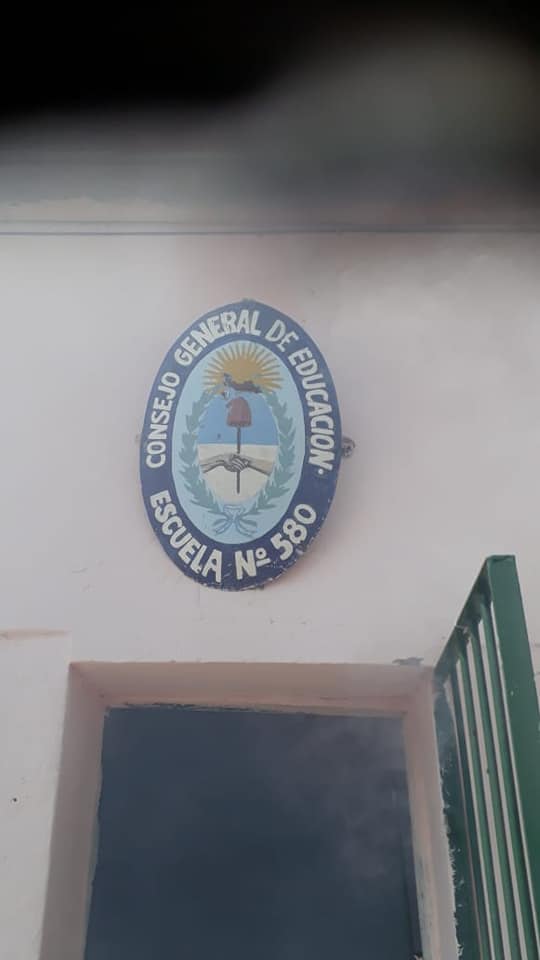 CONSEJO GENERAL DE EDUCACION·
ESCUELA Nº 580